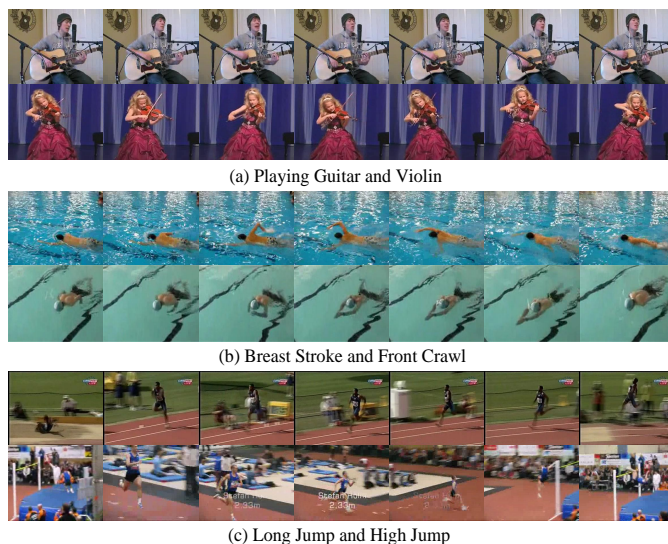 (a) Playing Guitar and Violin
(b) Breast Stroke and Front Crawl
Stefan
2.33m
Stefan
2.33m
(c) Long Jump and High Jump